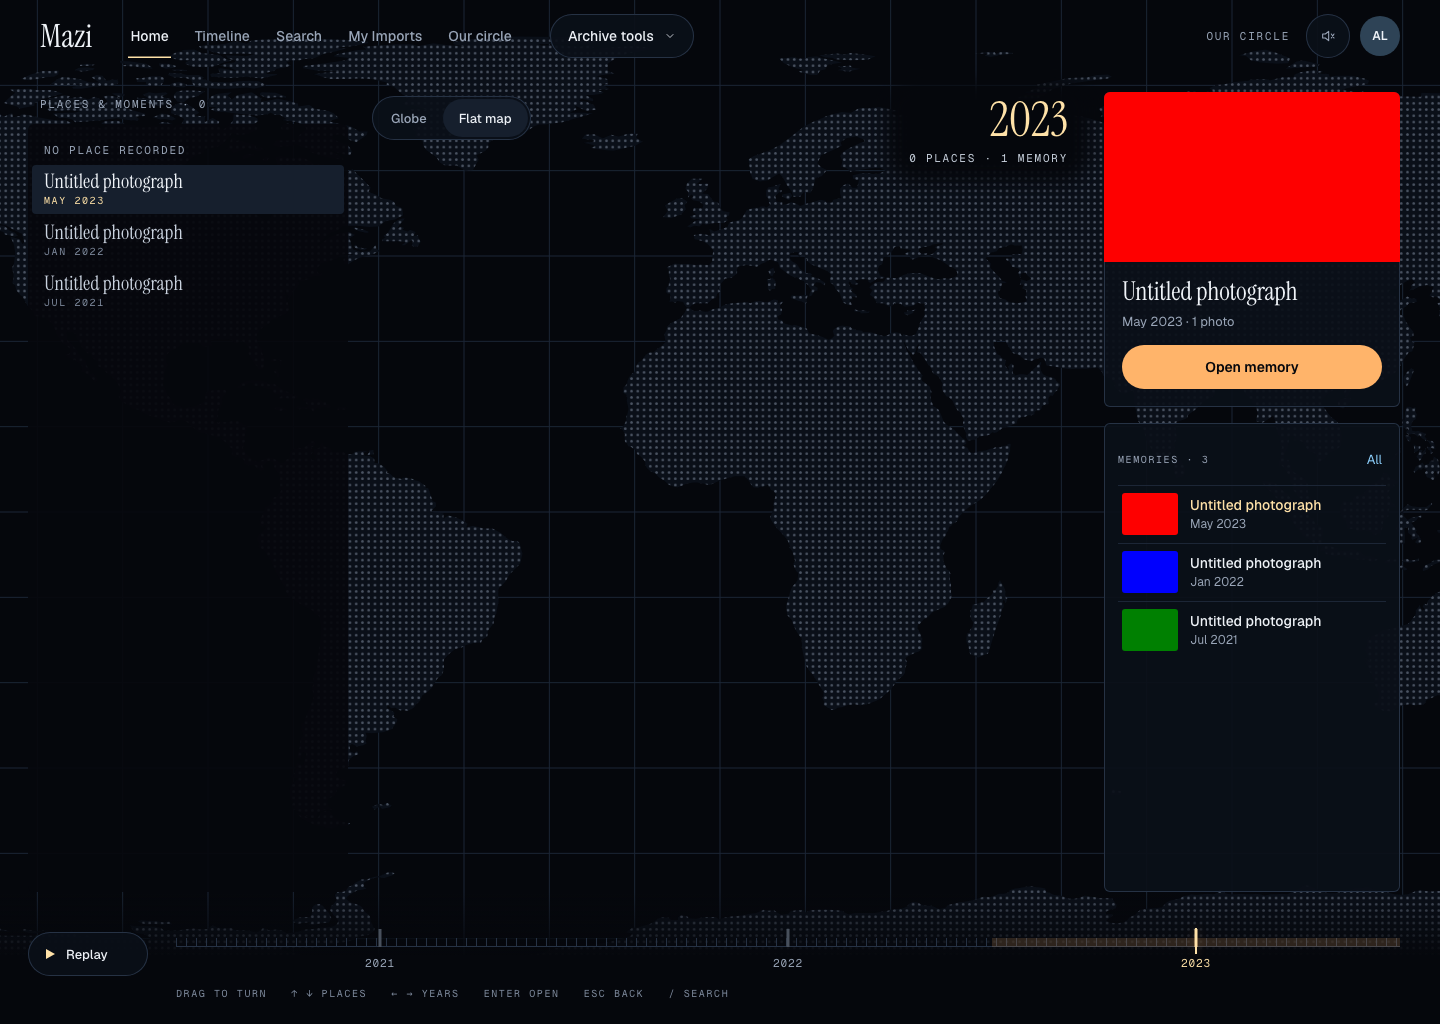 Mazi
Home
Timeline
Search
My Imports
Our circle
Archive tools
OUR CIRCLE
AL
PLACES & MOMENTS · 0
Globe
Flat map
2023
0 PLACES · 1 MEMORY
NO PLACE RECORDED
Untitled photograph
MAY 2023
Untitled photograph
JAN 2022
Untitled photograph
JUL 2021
Untitled photograph
May 2023 · 1 photo
Open memory
MEMORIES · 3
All
Untitled photograph
May 2023
Untitled photograph
Jan 2022
Untitled photograph
Jul 2021
Replay
2021
2022
2023
DRAG TO TURN
↑ ↓ PLACES
← → YEARS
ENTER OPEN
ESC BACK
/ SEARCH